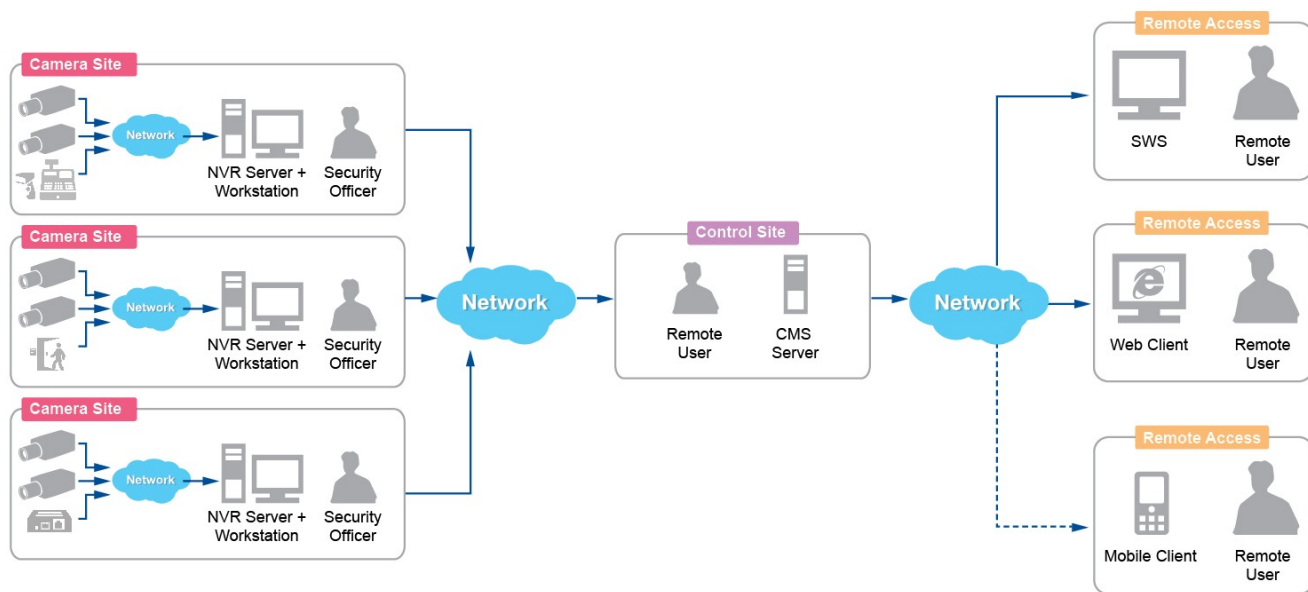 Camera Site
Network
NVR Server +
Workstation
Security
Officer
Camera Site
Network
NVR Server +
Workstation
Security
Officer
Camera Site
Network
NVR Server +
Workstation
Security
Officer
Network
Control Site
Remote
User
CMS
Server
Network
Remote Access
SWS
Remote
User
Remote Access
Web Client
Remote
User
Remote Access
Mobile Client
Remote
User